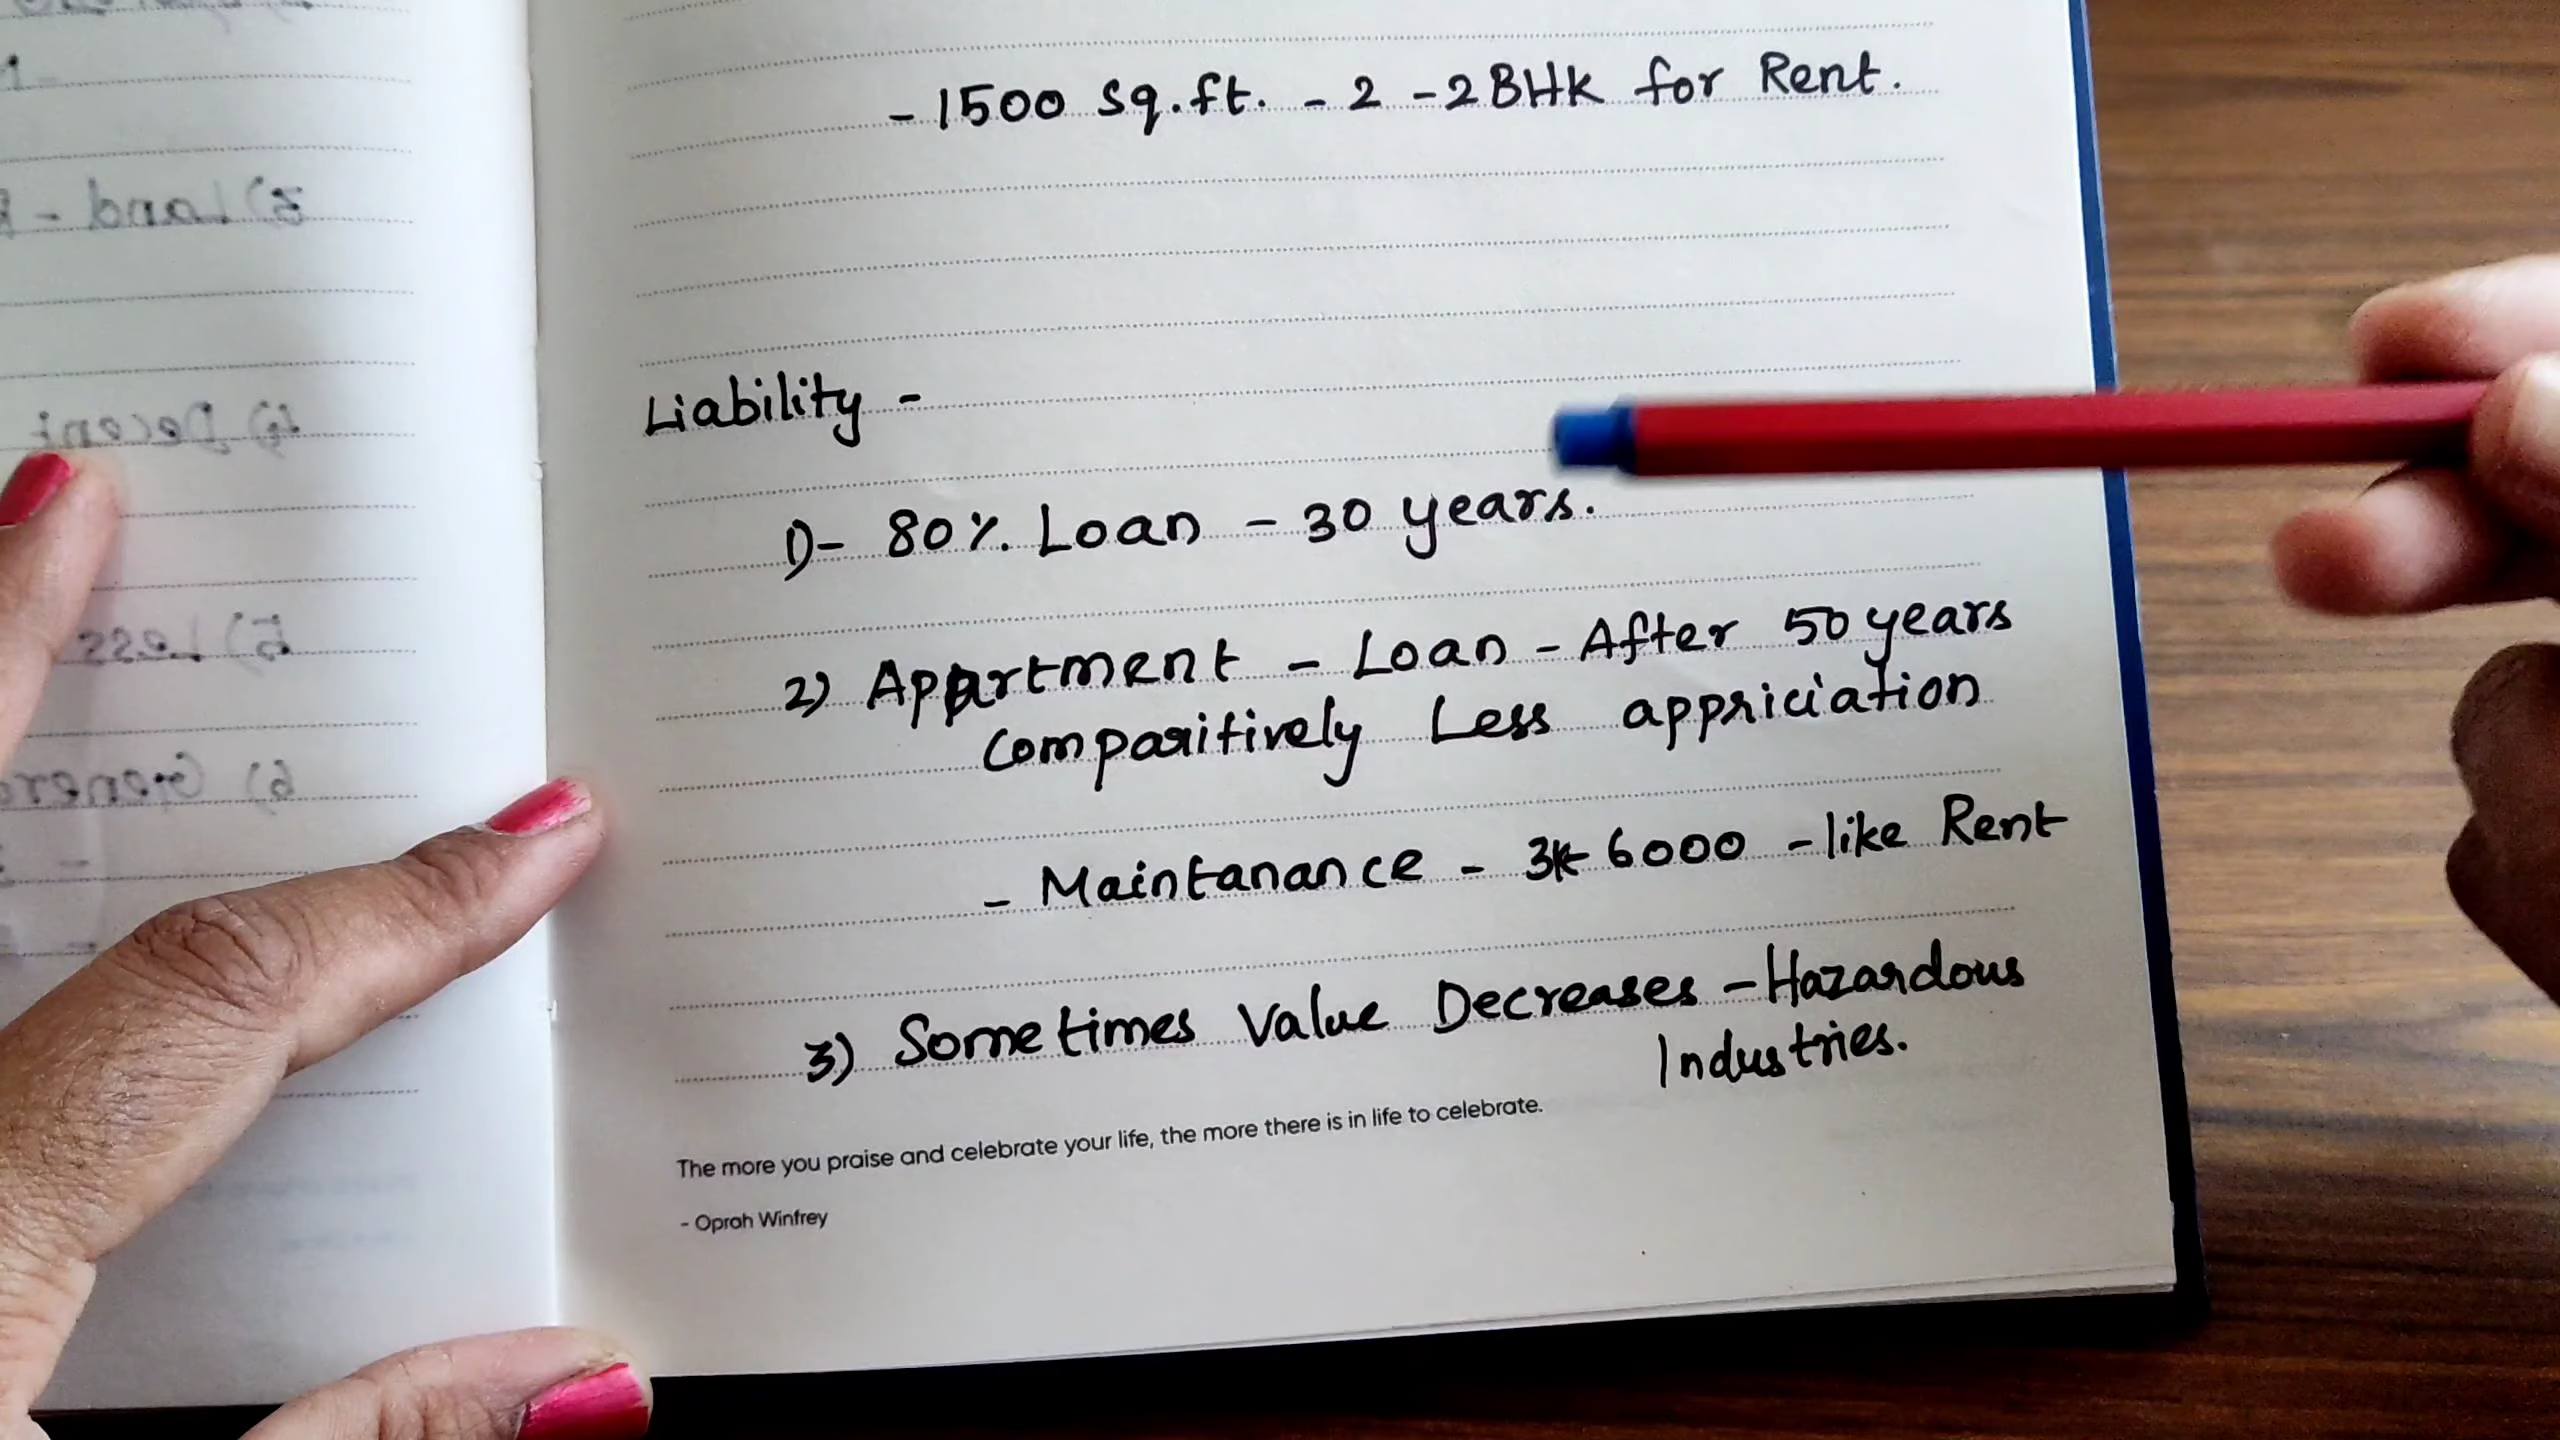 - 1500 sq.ft. - 2 - 2BHK for Rent.
Liability -
1)- 80% Loan - 30 years.
2) Appartment - Loan - After 50 years
comparitively Less appriciation
- Maintanance - 3k 6000 - like Rent
3) Sometimes Value Decreases - Hazardous
Industries.
The more you praise and celebrate your life, the more there is in life to celebrate.
- Oprah Winfrey